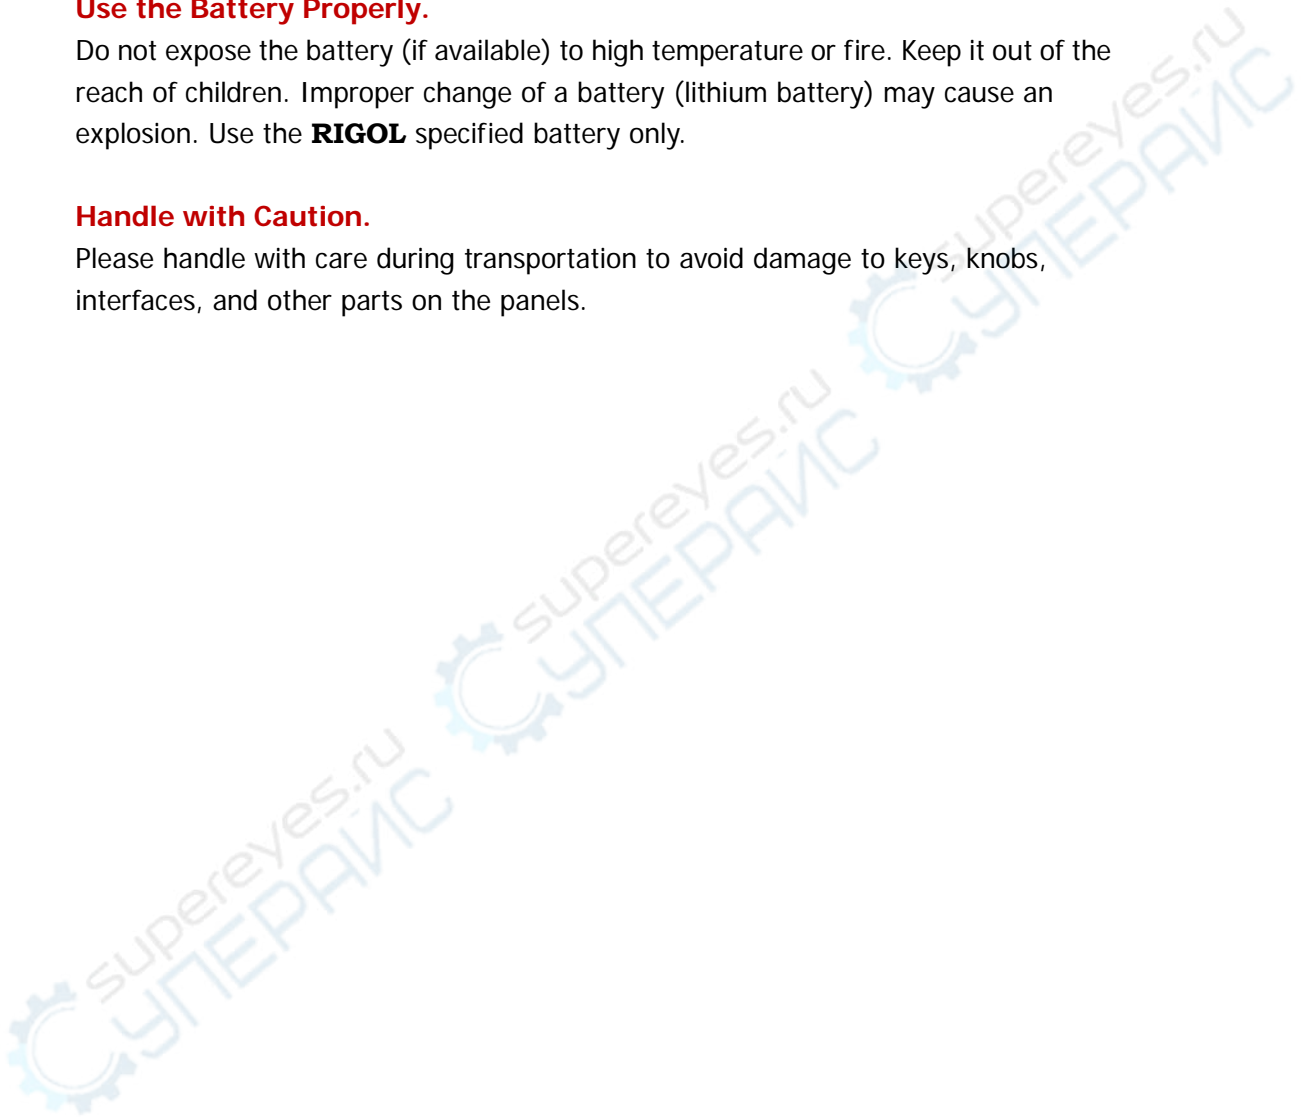 Use the Battery Properly.
Do not expose the battery (if available) to high temperature or fire. Keep it out of the
reach of children. Improper change of a battery (lithium battery) may cause an
explosion. Use the RIGOL specified battery only.
Handle with Caution.
Please handle with care during transportation to avoid damage to keys, knobs,
interfaces, and other parts on the panels.
supereyes.ru
СУПЕРАЙС
supereyes.ru
СУПЕРАЙС
supereyes.ru
СУПЕРАЙС